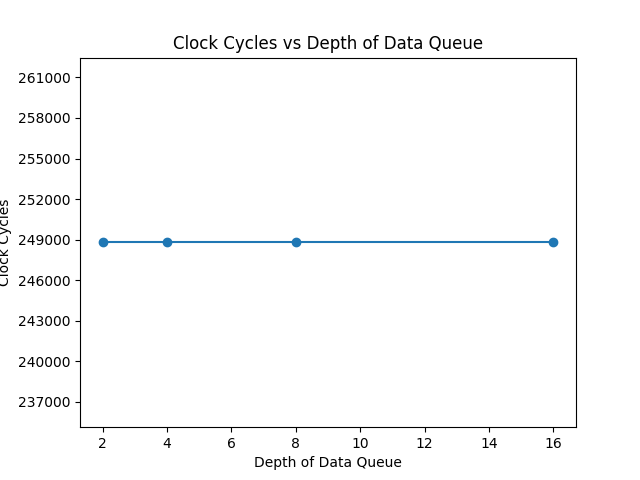 Clock Cycles vs Depth of Data Queue
261000
258000
255000
252000
249000
246000
243000
240000
237000
Clock Cycles
2 4 6 8 10 12 14 16
Depth of Data Queue